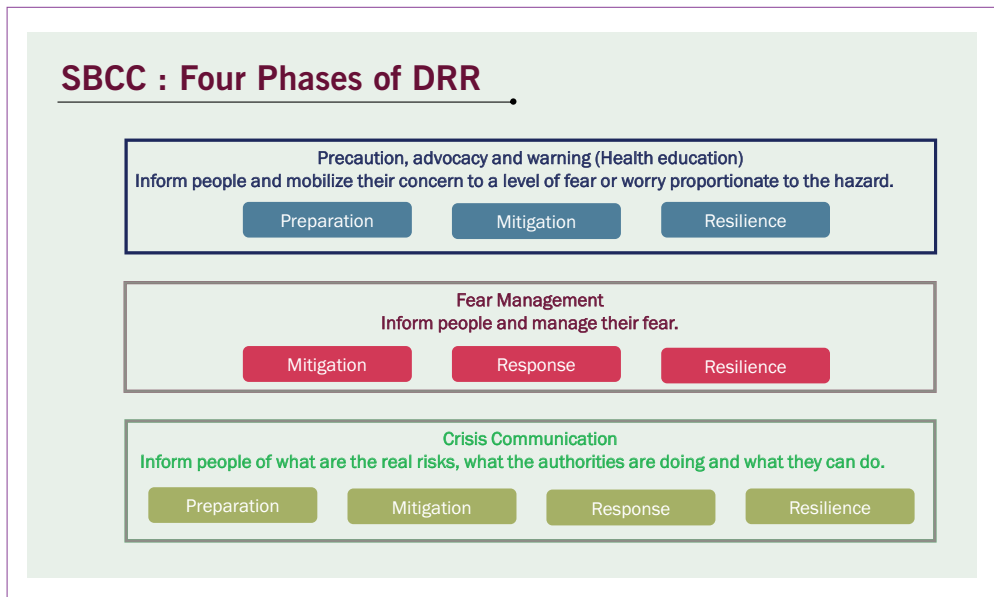 SBCC : Four Phases of DRR
Precaution, advocacy and warning (Health education)
Inform people and mobilize their concern to a level of fear or worry proportionate to the hazard.
Preparation Mitigation Resilience
Fear Management
Inform people and manage their fear.
Mitigation Response Resilience
Crisis Communication
Inform people of what are the real risks, what the authorities are doing and what they can do.
Preparation Mitigation Response Resilience